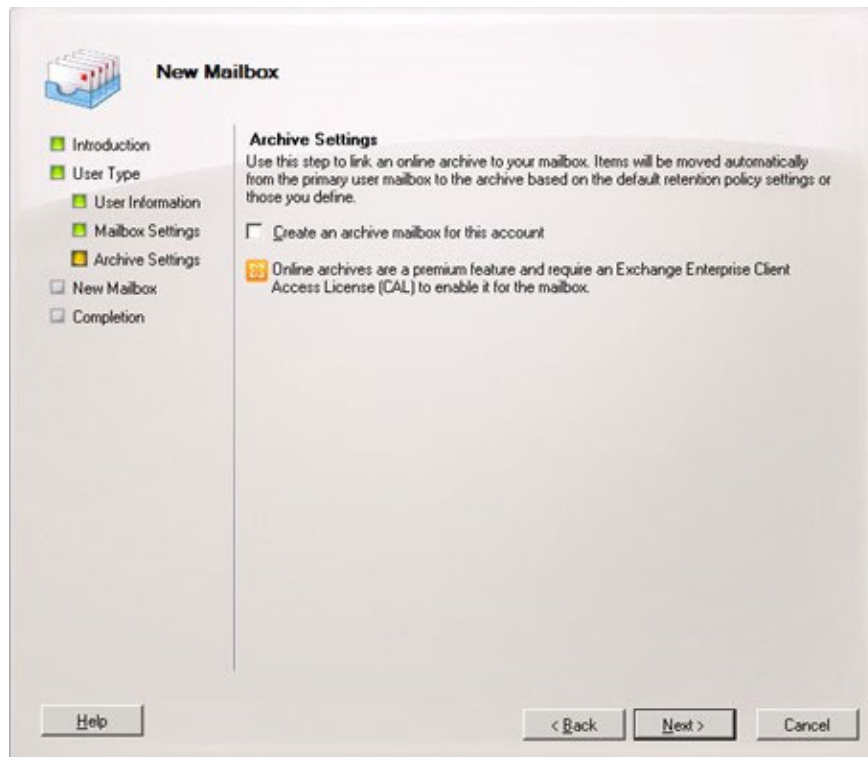 New Mailbox
Introduction
User Type
User Information
Mailbox Settings
Archive Settings
New Mailbox
Completion
Archive Settings
Use this step to link an online archive to your mailbox. Items will be moved automatically
from the primary user mailbox to the archive based on the default retention policy settings or
those you define.
Create an archive mailbox for this account
Online archives are a premium feature and require an Exchange Enterprise Client
Access License (CAL) to enable it for the mailbox.
Help
< Back
Next >
Cancel